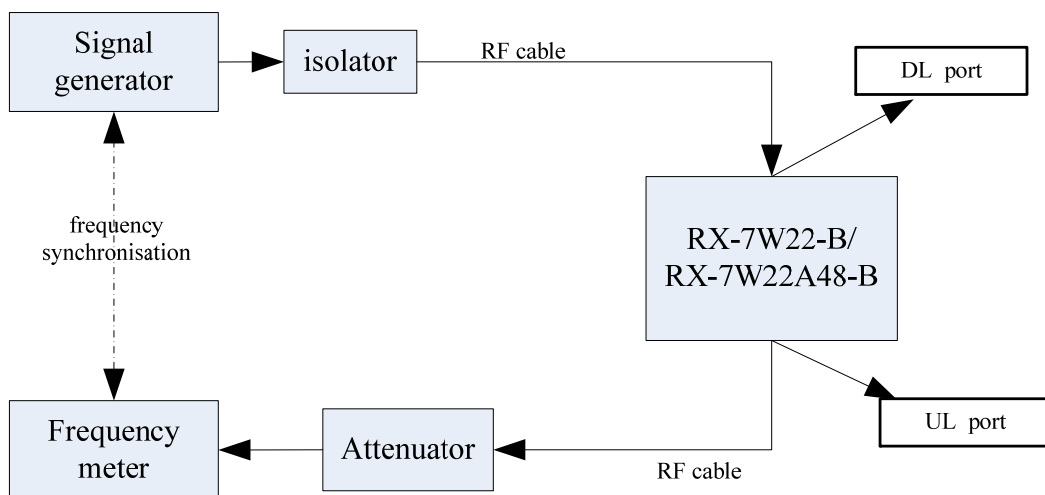 Signal
generator
isolator
RF cable
DL port
frequency
synchronisation
RX-7W22-B/
RX-7W22A48-B
Frequency
meter
Attenuator
RF cable
UL port